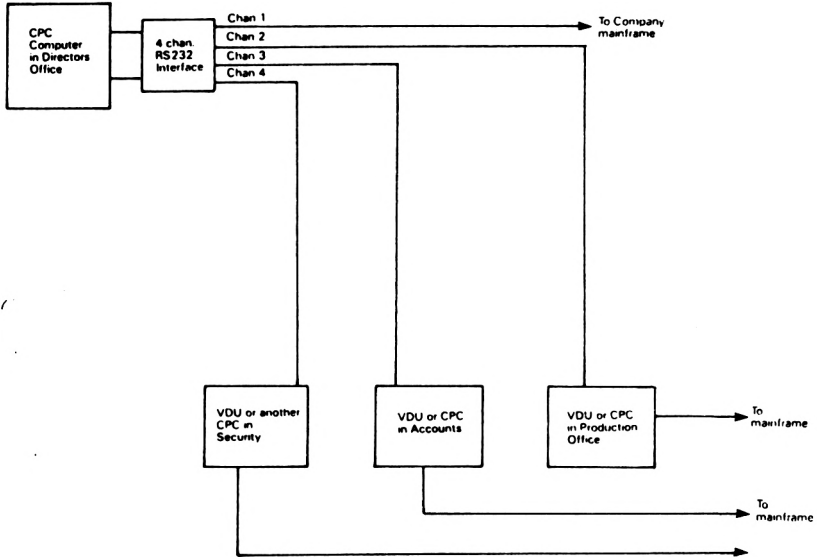 CPC
Computer
in Directors
Office
4 chan.
RS232
Interface
Chan 1
Chan 2
Chan 3
Chan 4
To Company
mainframe
VDU or another
CPC in
Security
VDU or CPC
in Accounts
VDU or CPC
in Production
Office
To
mainframe
To
mainframe